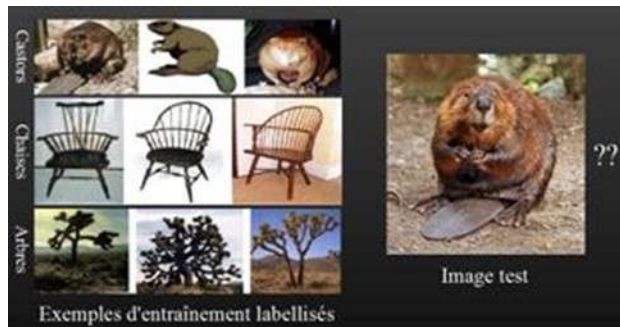 Castors
Chaises
Arbres
Exemples d'entraînement labellisés
??
Image test